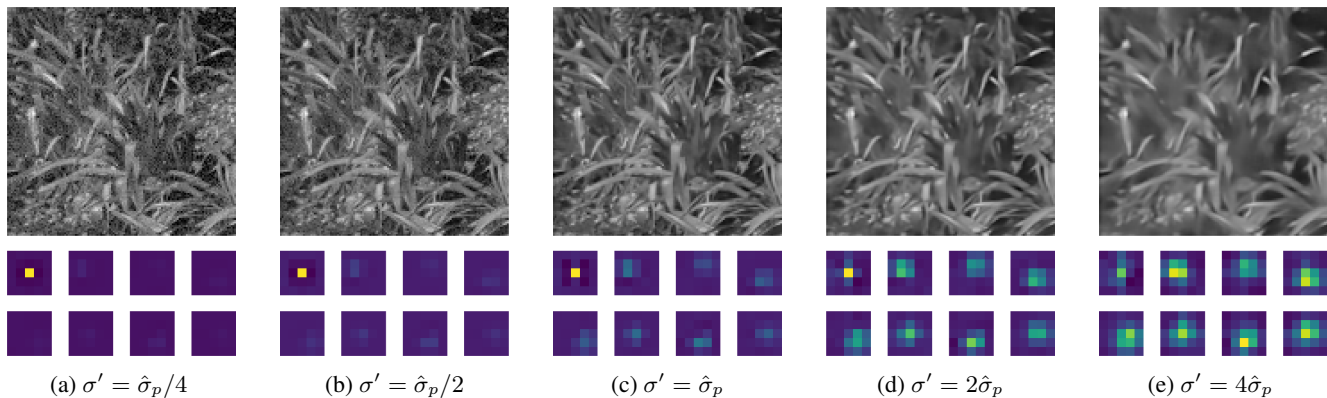 (a) σ′ = σ̂ₚ/4
(b) σ′ = σ̂ₚ/2
(c) σ′ = σ̂ₚ
(d) σ′ = 2σ̂ₚ
(e) σ′ = 4σ̂ₚ